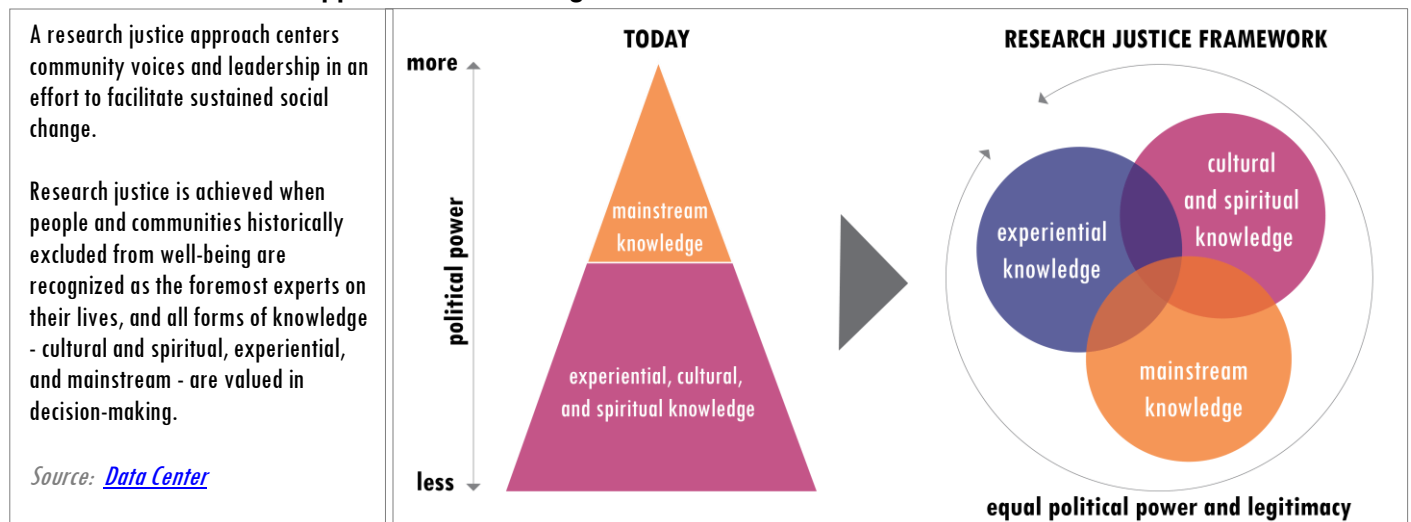 A research justice approach centers
community voices and leadership in an
effort to facilitate sustained social
change.
Research justice is achieved when
people and communities historically
excluded from well-being are
recognized as the foremost experts on
their lives, and all forms of knowledge
- cultural and spiritual, experiential,
and mainstream - are valued in
decision-making.
Source: Data Center
TODAY
more
political power
less
mainstream
knowledge
experiential, cultural,
and spiritual knowledge
RESEARCH JUSTICE FRAMEWORK
experiential
knowledge
cultural
and spiritual
knowledge
mainstream
knowledge
equal political power and legitimacy